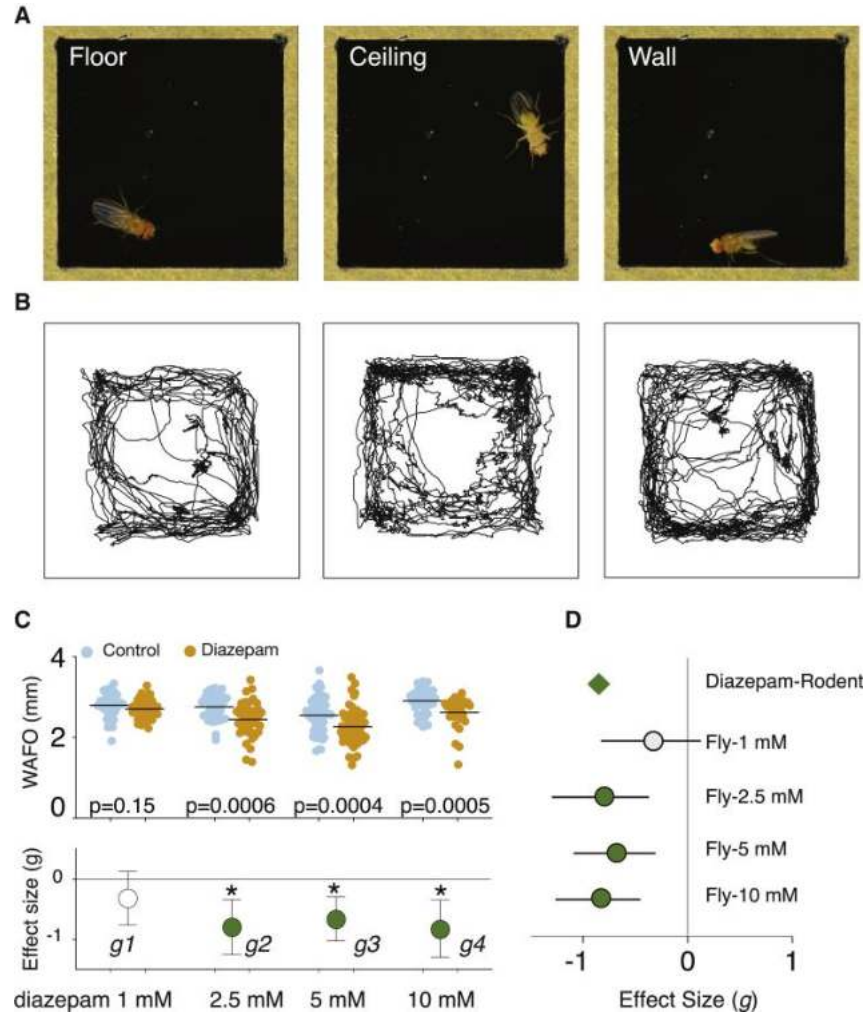 A
Floor
Ceiling
Wall
B
C
Control
Diazepam
WAFO (mm)
4
2
0
p=0.15
p=0.0006
p=0.0004
p=0.0005
Effect size (g)
0
-1
*
*
*
g1
g2
g3
g4
diazepam 1 mM
2.5 mM
5 mM
10 mM
D
Diazepam-Rodent
Fly-1 mM
Fly-2.5 mM
Fly-5 mM
Fly-10 mM
-1
0
1
Effect Size (g)